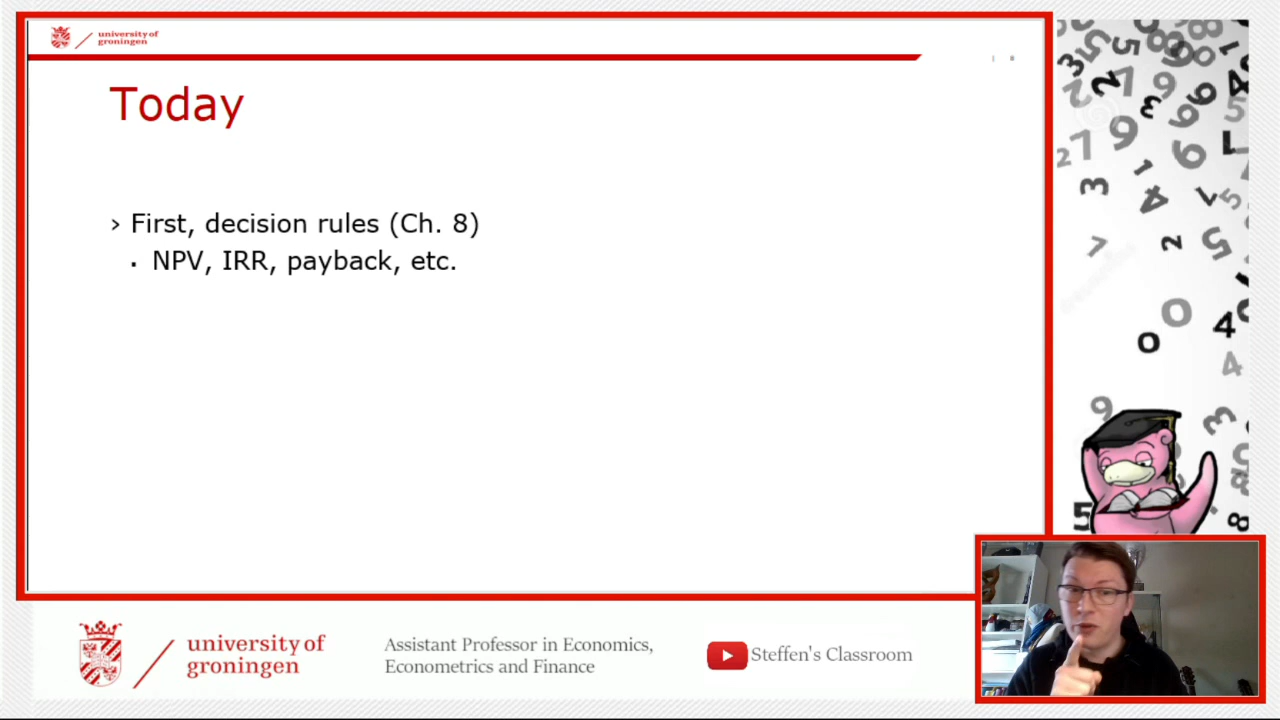 university of
groningen
Today
› First, decision rules (Ch. 8)
▪ NPV, IRR, payback, etc.
university of
groningen
Assistant Professor in Economics,
Econometrics and Finance
Steffen's Classroom